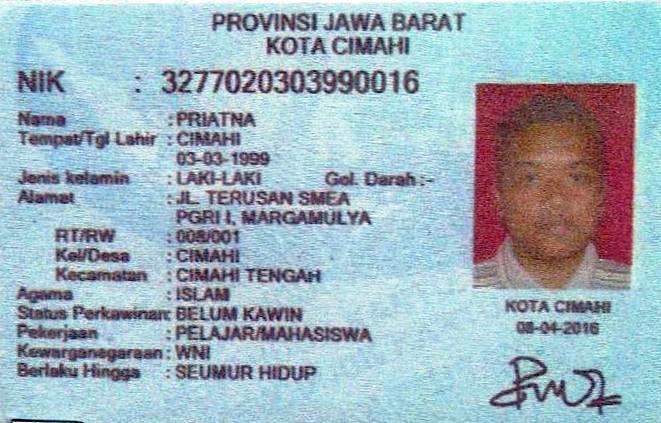 PROVINSI JAWA BARAT
KOTA CIMAHI
NIK : 3277020303990016
Nama : PRIATNA
Tempat/Tgl Lahir : CIMAHI
03-03-1999
Jenis kelamin : LAKI-LAKI Gol. Darah : -
Alamat : JL. TERUSAN SMEA
PGRI I, MARGAMULYA
RT/RW : 008/001
Kel/Desa : CIMAHI
Kecamatan : CIMAHI TENGAH
Agama : ISLAM
Status Perkawinan: BELUM KAWIN
Pekerjaan : PELAJAR/MAHASISWA
Kewarganegaraan : WNI
Berlaku Hingga : SEUMUR HIDUP
KOTA CIMAHI
08-04-2016